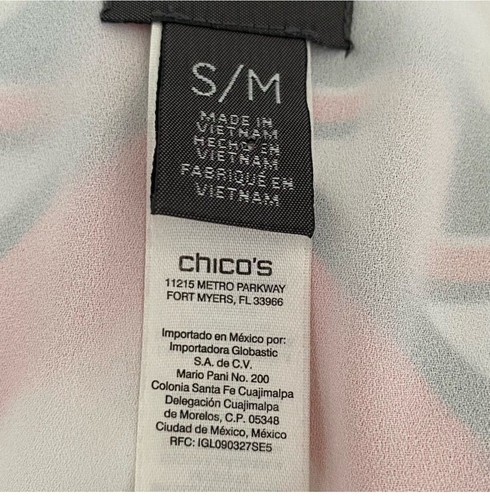 S/M
MADE IN
VIETNAM
HECHO EN
VIETNAM
FABRIQUÉ EN
VIETNAM
chico's
11215 METRO PARKWAY
FORT MYERS, FL 33966
Importado en México por:
Importadora Globastic
S.A. de C.V.
Mario Pani No. 200
Colonia Santa Fe Cuajimalpa
Delegación Cuajimalpa
de Morelos, C.P. 05348
Ciudad de México, México
RFC: IGL090327SE5